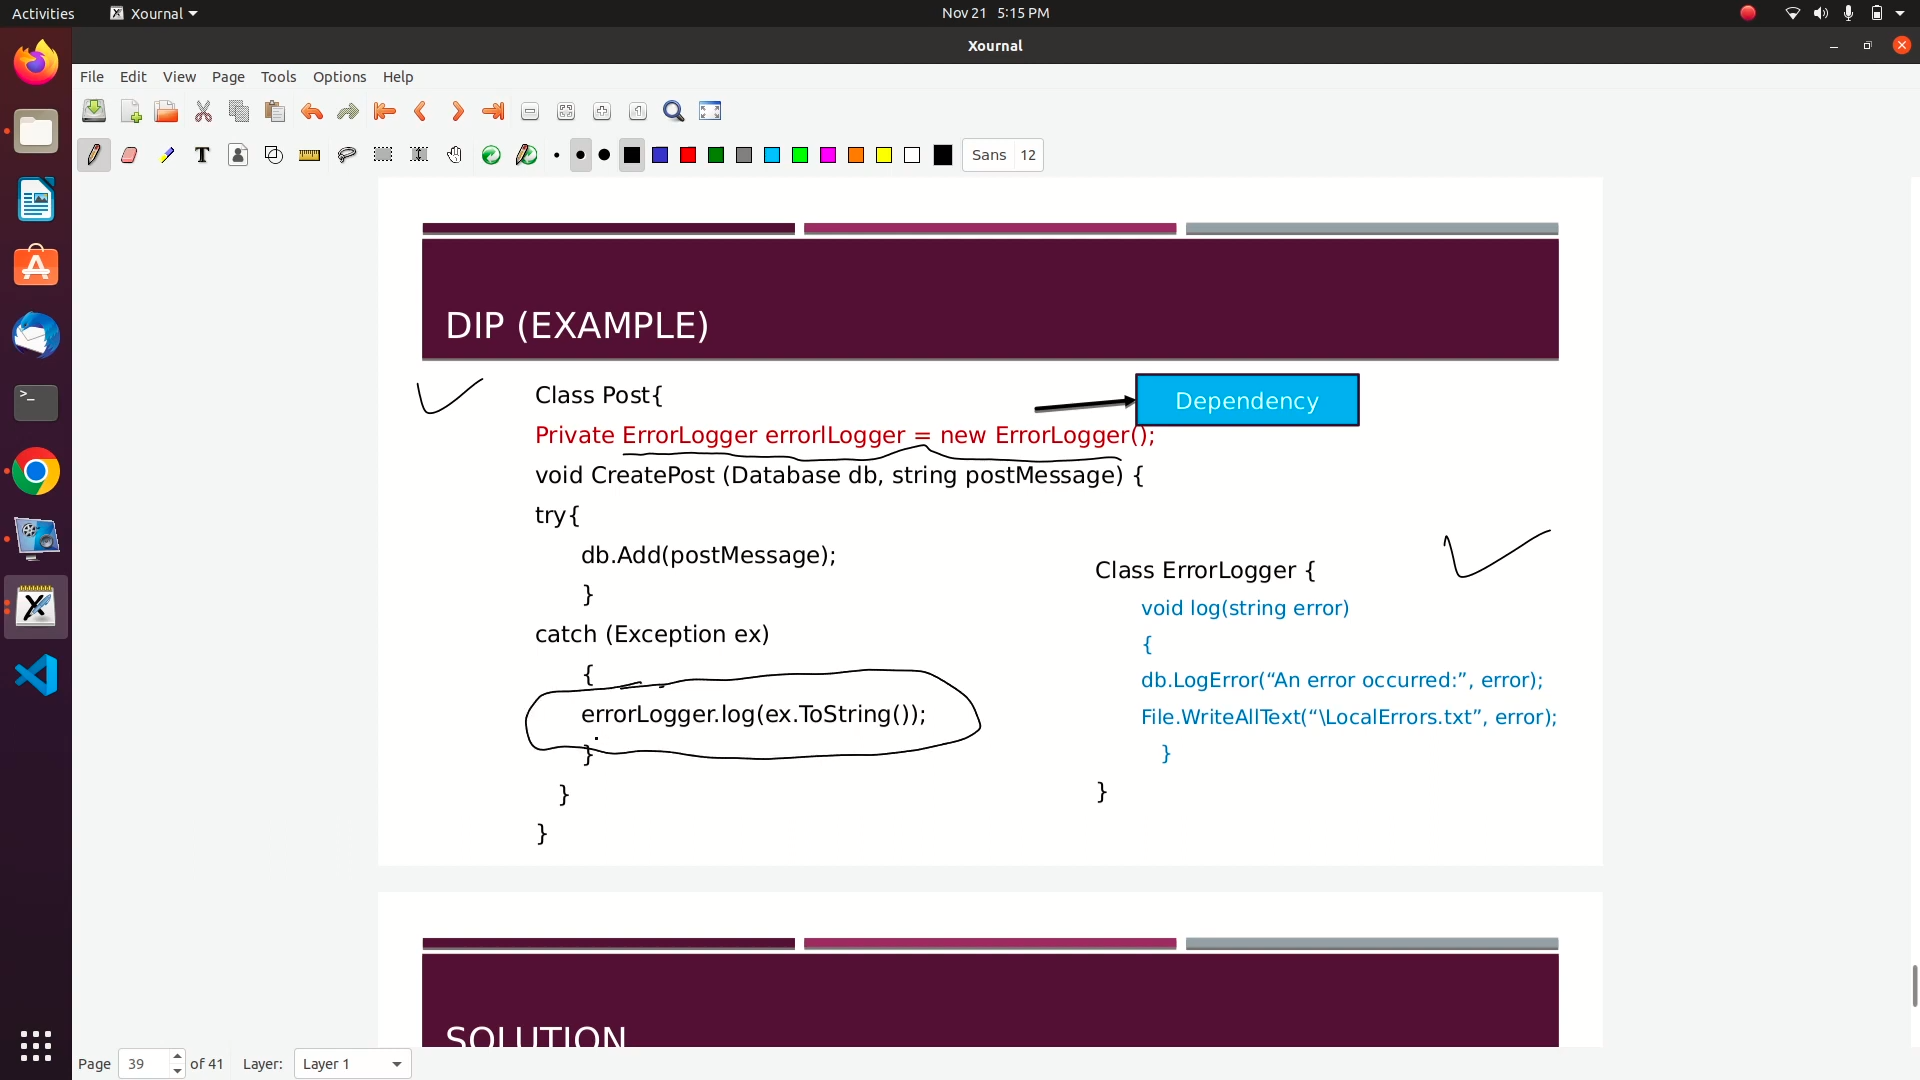 Activities Xournal Nov 21 5:15 PM
Xournal
File Edit View Page Tools Options Help
T Sans 12
DIP (EXAMPLE)
Class Post{
Dependency
Private ErrorLogger errorlLogger = new ErrorLogger();
void CreatePost (Database db, string postMessage) {
try{
db.Add(postMessage);
}
catch (Exception ex)
{
errorLogger.log(ex.ToString());
}
}
}
Class ErrorLogger {
void log(string error)
{
db.LogError(“An error occurred:”, error);
File.WriteAllText(“\LocalErrors.txt”, error);
}
}
SOLUTION
Page 39 of 41 Layer: Layer 1